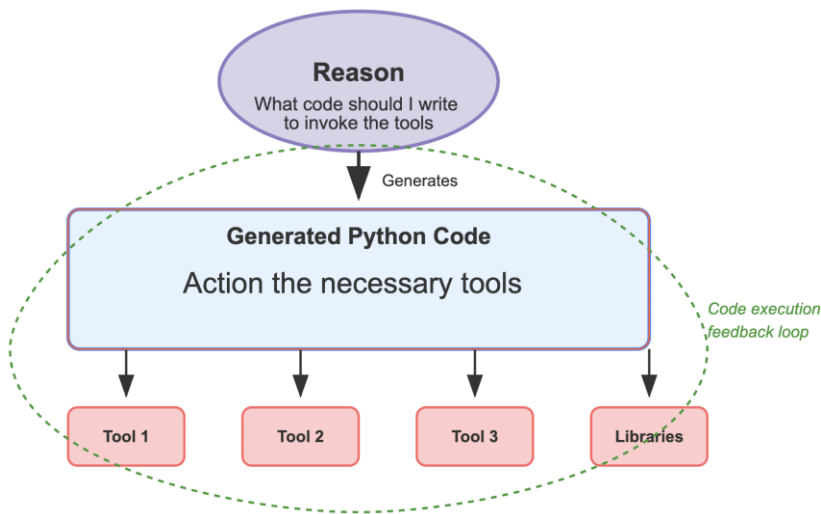 Reason
What code should I write
to invoke the tools
Generates
Generated Python Code
Action the necessary tools
Code execution
feedback loop
Tool 1
Tool 2
Tool 3
Libraries